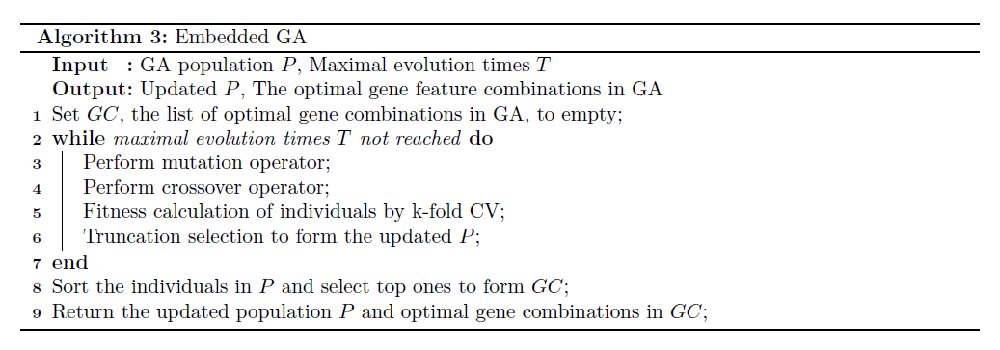 Algorithm 3: Embedded GA
Input : GA population P, Maximal evolution times T
Output: Updated P, The optimal gene feature combinations in GA
1 Set GC, the list of optimal gene combinations in GA, to empty;
2 while maximal evolution times T not reached do
3 Perform mutation operator;
4 Perform crossover operator;
5 Fitness calculation of individuals by k-fold CV;
6 Truncation selection to form the updated P;
7 end
8 Sort the individuals in P and select top ones to form GC;
9 Return the updated population P and optimal gene combinations in GC;